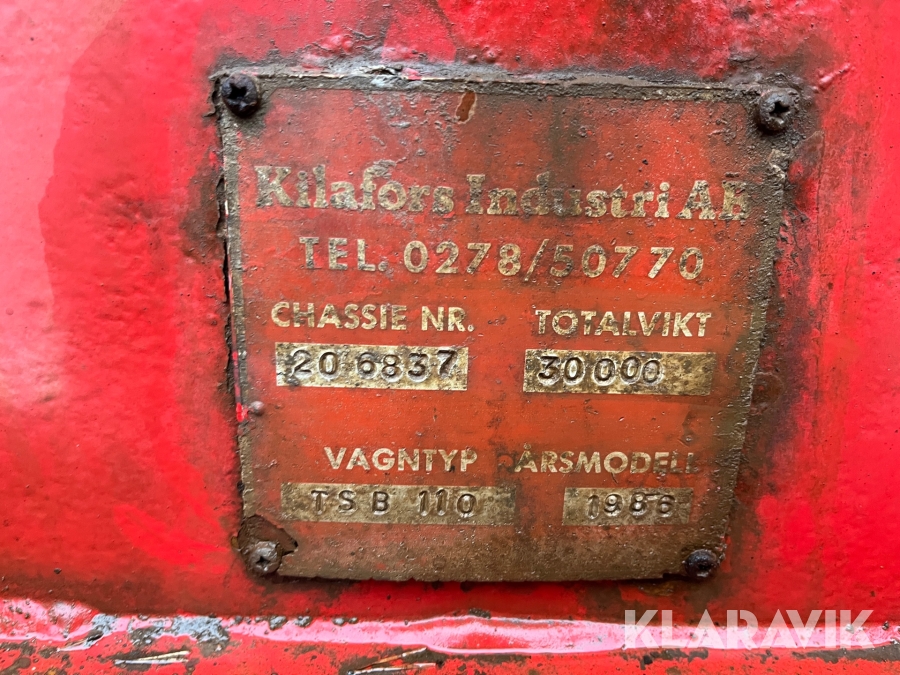 Kilafors Industri AB
TEL. 0278/50770
CHASSIE NR. TOTALVIKT
206837 30000
VAGNTYP ÅRSMODELL
TSB 110 1986
KLARAVIK